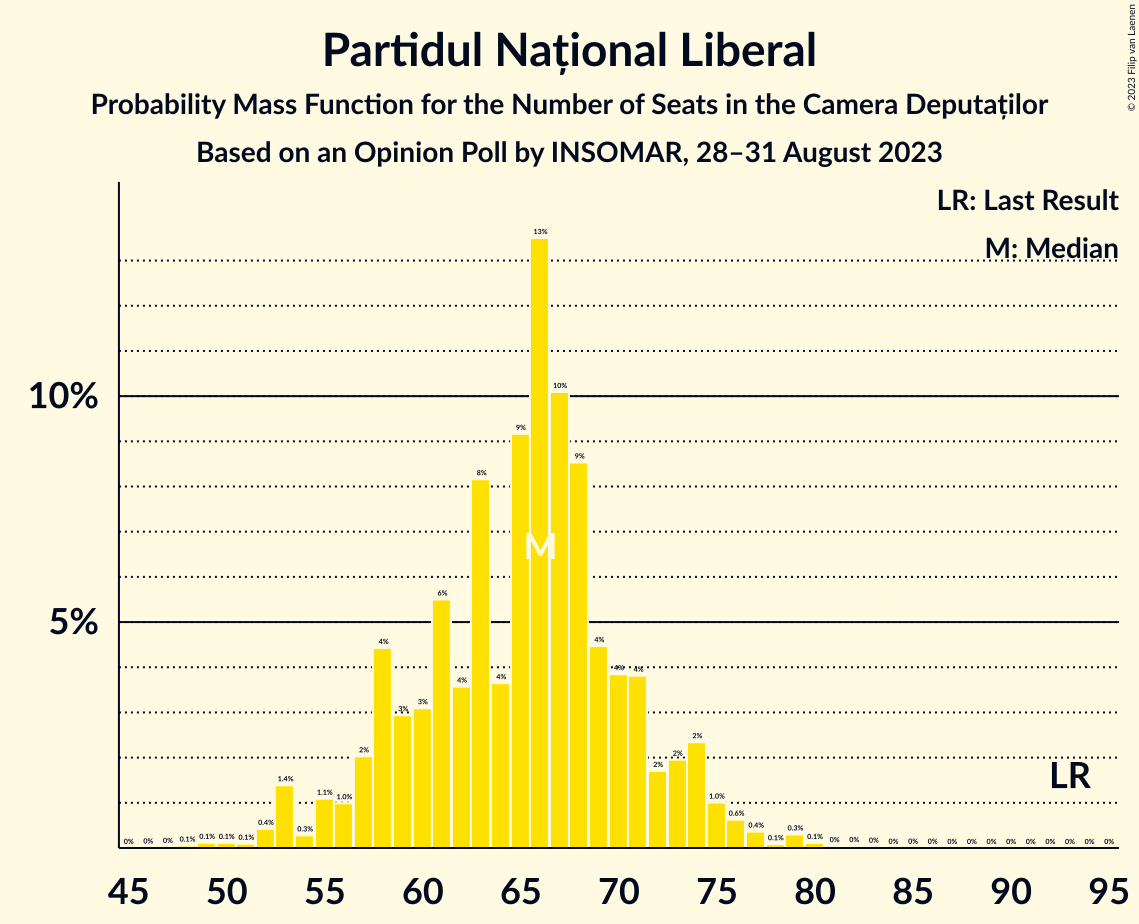 Partidul Național Liberal
Probability Mass Function for the Number of Seats in the Camera Deputaților
Based on an Opinion Poll by INSOMAR, 28–31 August 2023
© 2023 Filip van Laenen
LR: Last Result
M: Median
10%
5%
0% 0% 0% 0.1% 0.1% 0.1% 0.1% 0.4% 1.4% 0.3% 1.1% 1.0% 2% 4% 3% 3% 6% 4% 8% 4% 9% 13% 10% 9% 4% 4% 4% 2% 2% 2% 1.0% 0.6% 0.4% 0.1% 0.3% 0.1% 0% 0% 0% 0% 0% 0% 0% 0% 0% 0% 0% 0% 0% 0% 0%
M
LR
45 50 55 60 65 70 75 80 85 90 95